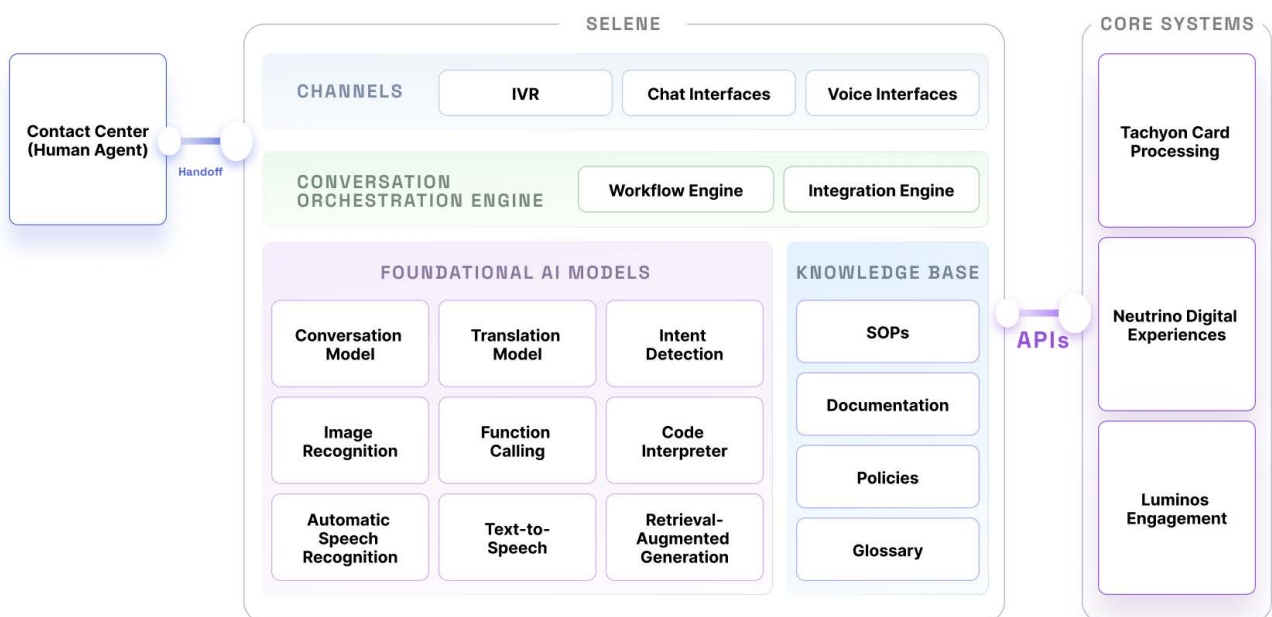 SELENE
CORE SYSTEMS
Contact Center
(Human Agent)
Handoff
CHANNELS
IVR
Chat Interfaces
Voice Interfaces
CONVERSATION
ORCHESTRATION ENGINE
Workflow Engine
Integration Engine
FOUNDATIONAL AI MODELS
Conversation
Model
Translation
Model
Intent
Detection
Image
Recognition
Function
Calling
Code
Interpreter
Automatic
Speech
Recognition
Text-to-
Speech
Retrieval-
Augmented
Generation
KNOWLEDGE BASE
SOPs
Documentation
Policies
Glossary
APIs
Tachyon Card
Processing
Neutrino Digital
Experiences
Luminos
Engagement